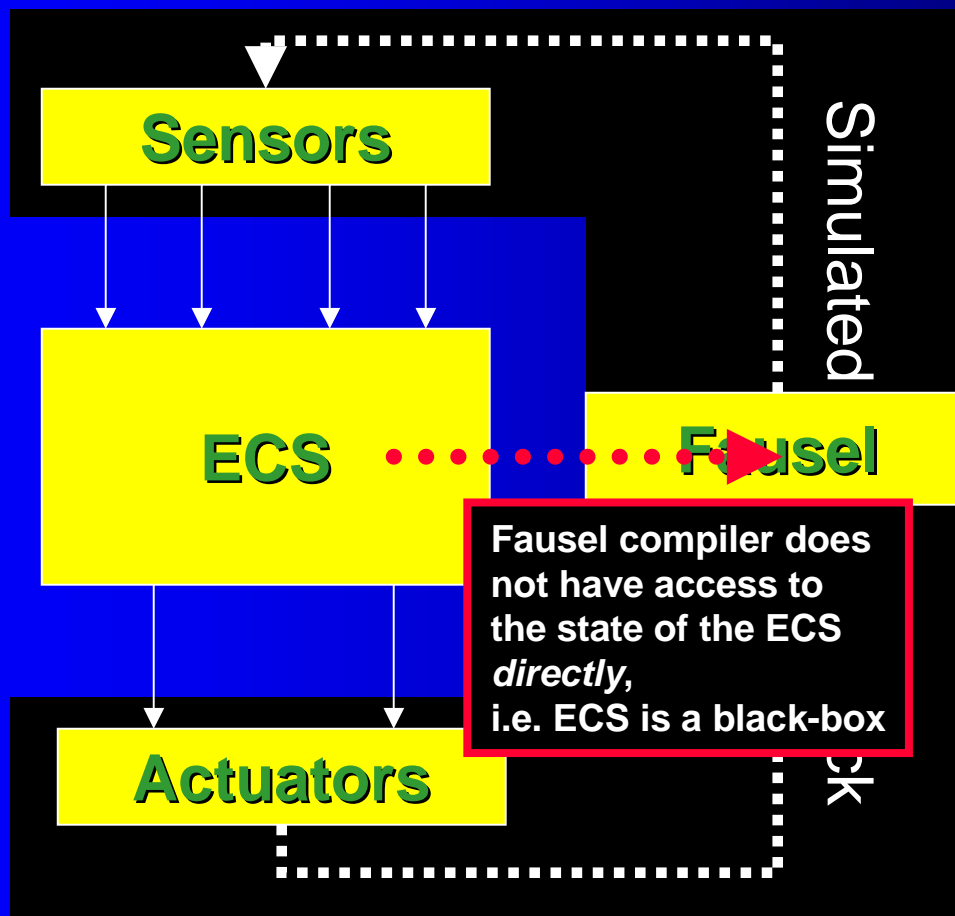 Sensors
Simulated
ECS
Fausel
Fausel compiler does
not have access to
the state of the ECS
directly,
i.e. ECS is a black-box
Actuators